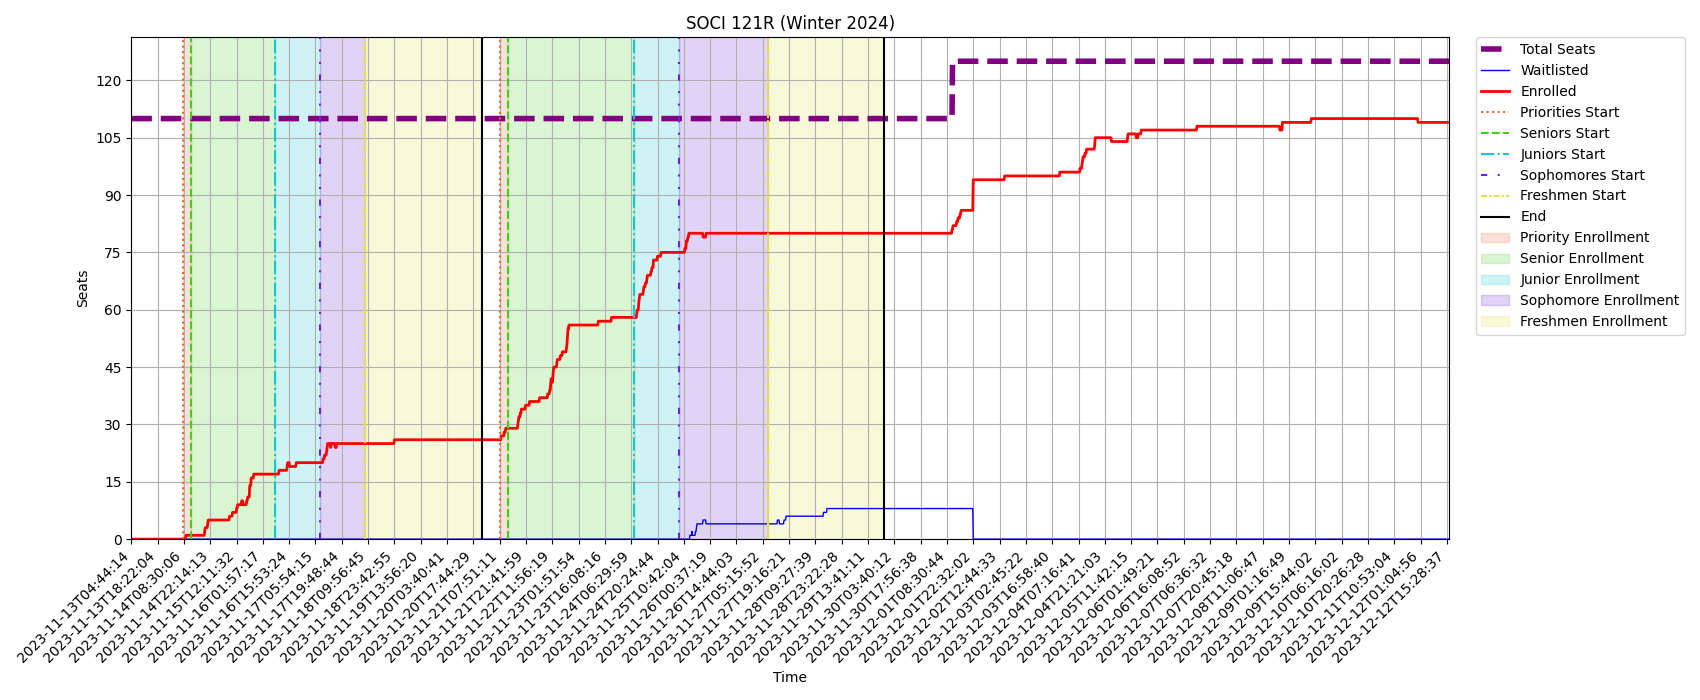 SOCI 121R (Winter 2024)
Total Seats
Waitlisted
Enrolled
Priorities Start
Seniors Start
Juniors Start
Sophomores Start
Freshmen Start
End
Priority Enrollment
Senior Enrollment
Junior Enrollment
Sophomore Enrollment
Freshmen Enrollment
Seats
120
105
90
75
60
45
30
15
0
2023-11-13T04:44:14
2023-11-13T18:22:04
2023-11-14T08:30:06
2023-11-14T22:14:13
2023-11-15T12:11:32
2023-11-16T01:57:17
2023-11-16T15:53:24
2023-11-17T05:54:15
2023-11-17T19:48:44
2023-11-18T09:56:45
2023-11-18T23:42:55
2023-11-19T13:56:20
2023-11-20T03:40:41
2023-11-20T17:44:29
2023-11-21T07:51:11
2023-11-21T21:41:59
2023-11-22T11:56:19
2023-11-23T01:51:54
2023-11-23T16:08:16
2023-11-24T06:29:59
2023-11-24T20:24:44
2023-11-25T10:42:04
2023-11-26T00:37:19
2023-11-26T14:44:03
2023-11-27T05:15:52
2023-11-27T19:16:21
2023-11-28T09:27:39
2023-11-28T23:22:28
2023-11-29T13:41:11
2023-11-30T03:40:12
2023-11-30T17:56:38
2023-12-01T08:30:44
2023-12-01T22:32:02
2023-12-02T12:44:33
2023-12-03T02:45:22
2023-12-03T16:58:40
2023-12-04T07:16:41
2023-12-04T21:21:03
2023-12-05T11:42:15
2023-12-06T01:49:21
2023-12-06T16:08:52
2023-12-07T06:36:32
2023-12-07T20:45:18
2023-12-08T11:06:47
2023-12-09T01:16:49
2023-12-09T15:44:02
2023-12-10T06:16:02
2023-12-10T20:26:28
2023-12-11T10:53:04
2023-12-12T01:04:56
2023-12-12T15:28:37
Time